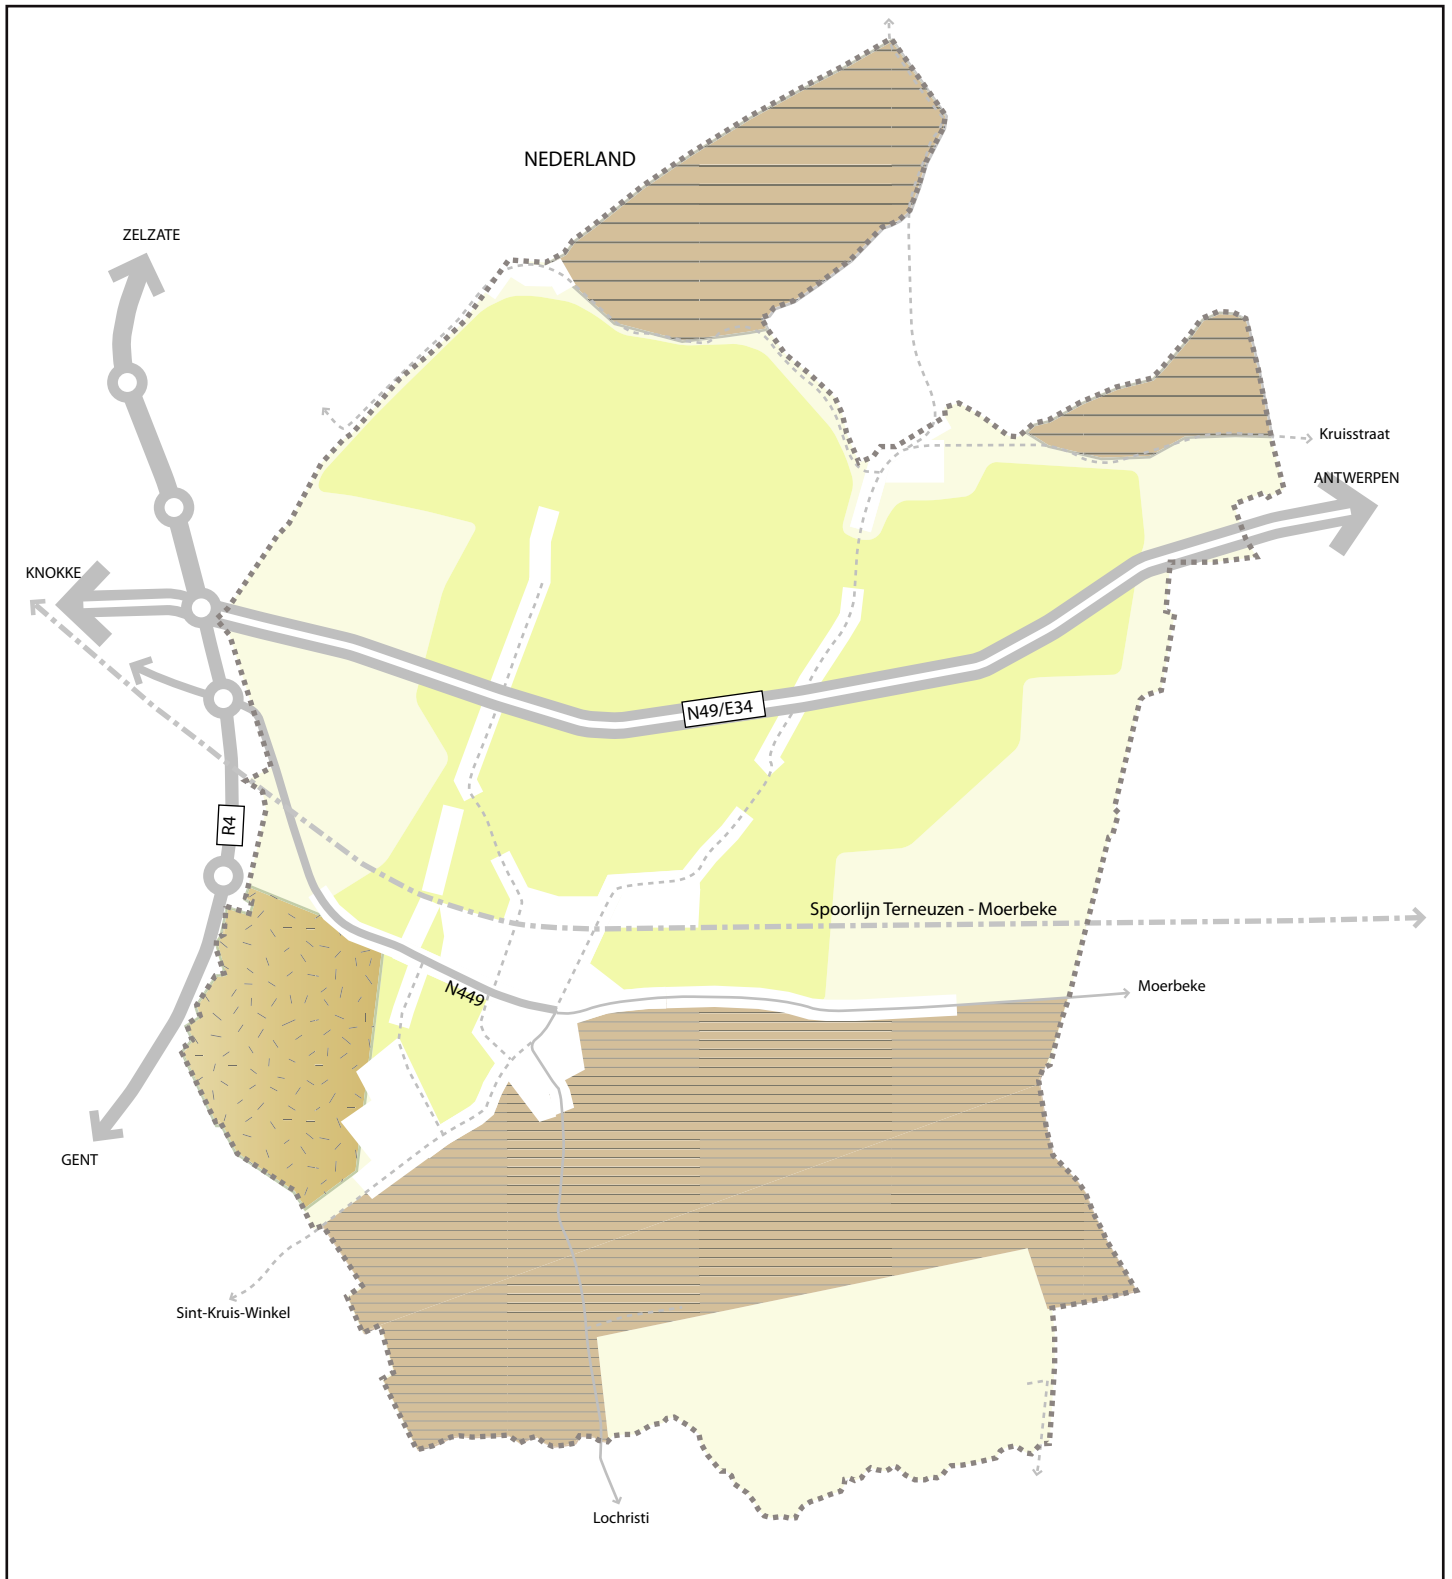 NEDERLAND
ZELZATE
Kruisstraat
ANTWERPEN
KNOKKE
N49/E34
R4
Spoorlijn Terneuzen - Moerbeke
Moerbeke
N449
GENT
Sint-Kruis-Winkel
Lochristi